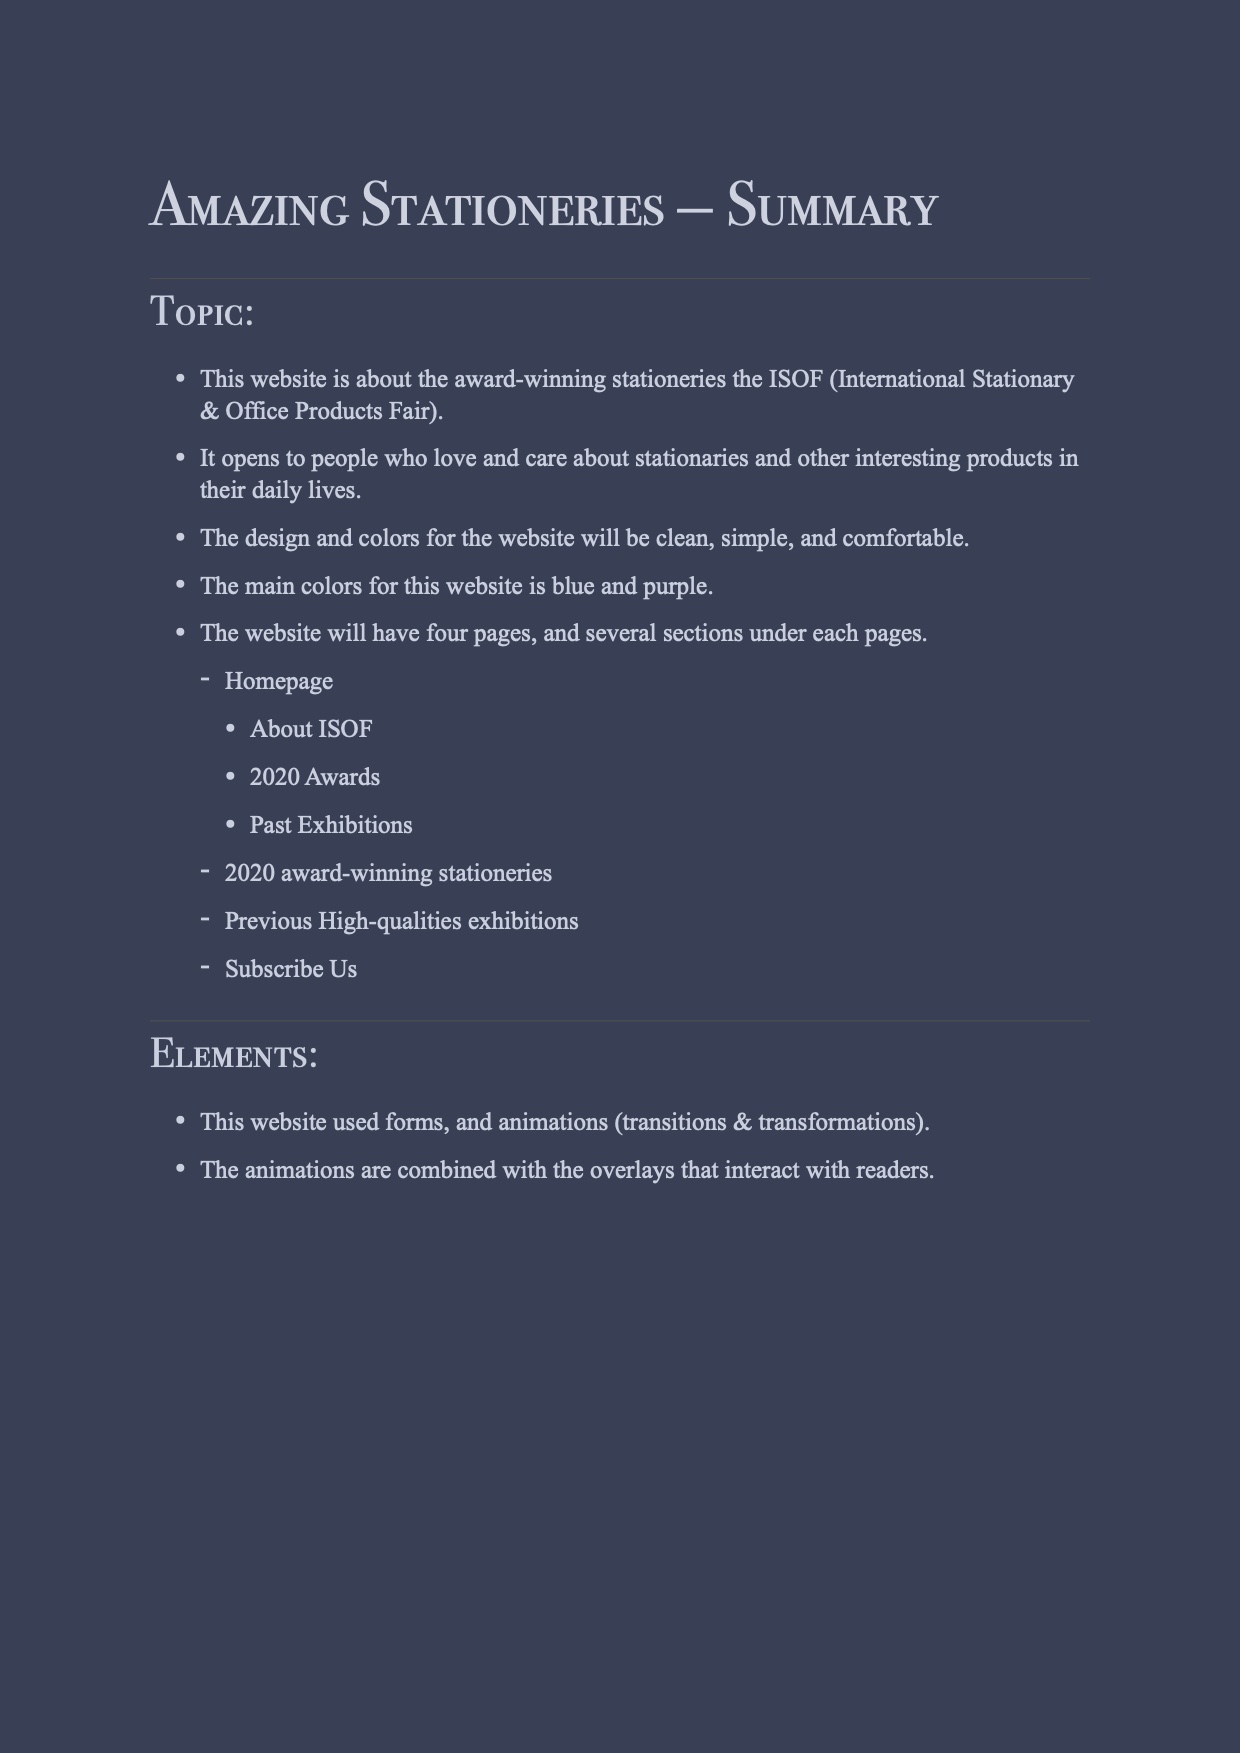 Amazing Stationeries — Summary
Topic:
• This website is about the award-winning stationeries the ISOF (International Stationary
& Office Products Fair).
• It opens to people who love and care about stationaries and other interesting products in
their daily lives.
• The design and colors for the website will be clean, simple, and comfortable.
• The main colors for this website is blue and purple.
• The website will have four pages, and several sections under each pages.
- Homepage
• About ISOF
• 2020 Awards
• Past Exhibitions
- 2020 award-winning stationeries
- Previous High-qualities exhibitions
- Subscribe Us
Elements:
• This website used forms, and animations (transitions & transformations).
• The animations are combined with the overlays that interact with readers.